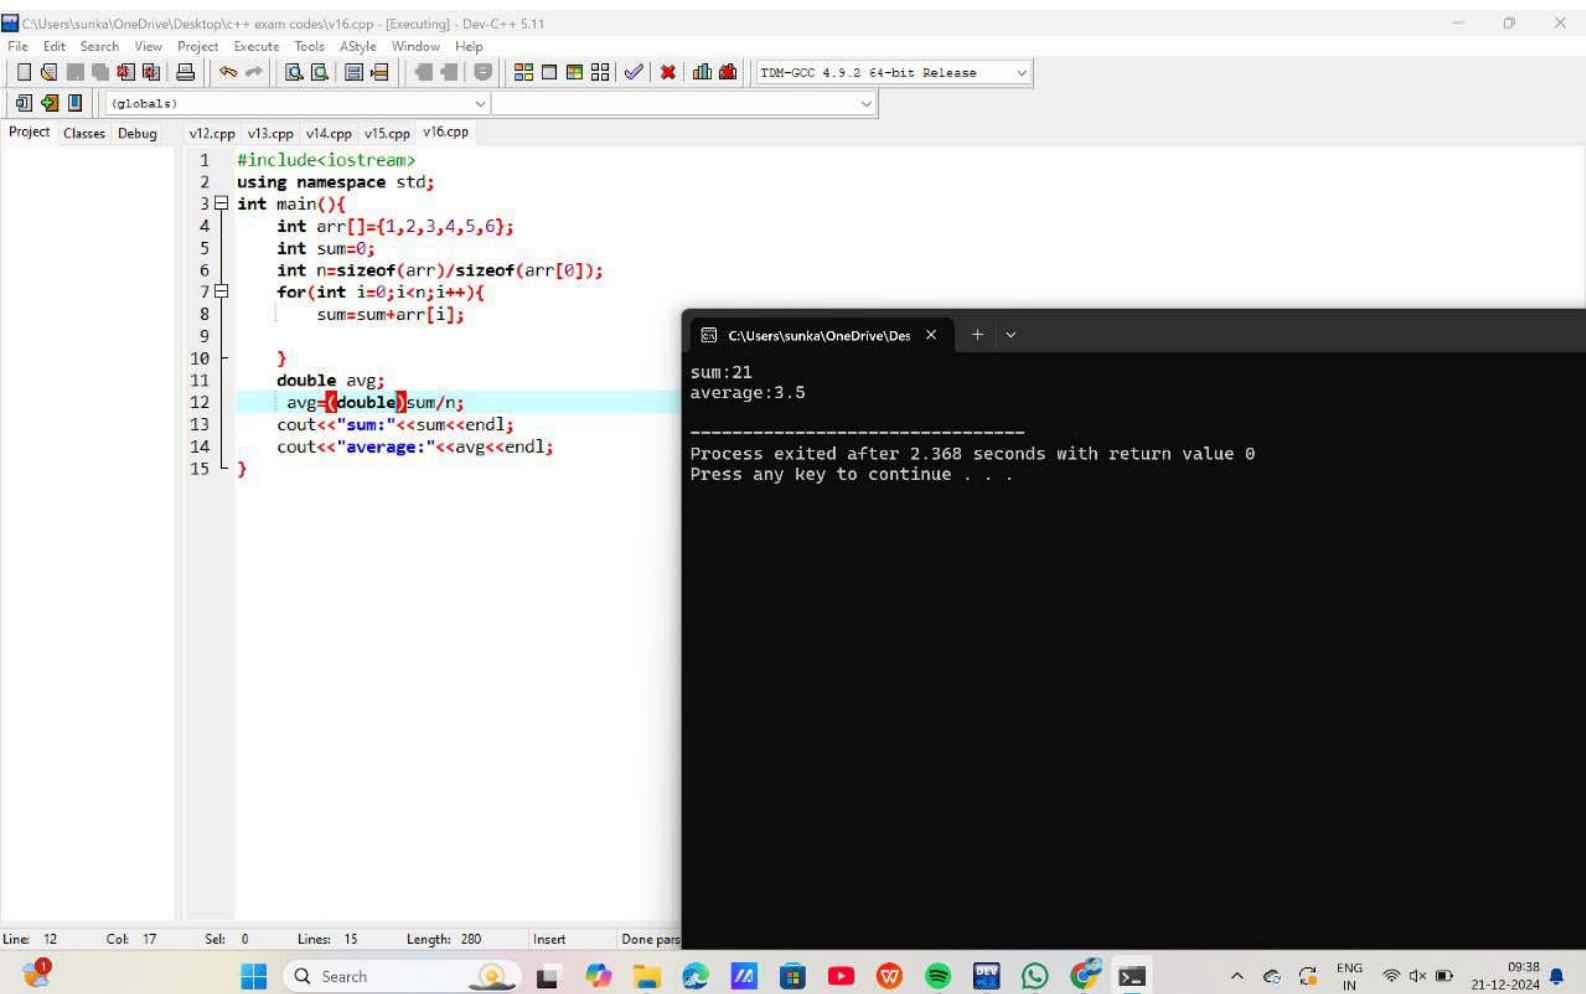 C:\Users\sunka\OneDrive\Desktop\c++ exam codes\v16.cpp - [Executing] - Dev-C++ 5.11
File Edit Search View Project Execute Tools AStyle Window Help
TDM-GCC 4.9.2 64-bit Release
(globals)
Project Classes Debug v12.cpp v13.cpp v14.cpp v15.cpp v16.cpp
1 #include<iostream>
2 using namespace std;
3 int main(){
4 int arr[]={1,2,3,4,5,6};
5 int sum=0;
6 int n=sizeof(arr)/sizeof(arr[0]);
7 for(int i=0;i<n;i++){
8 sum=sum+arr[i];
9
10 }
11 double avg;
12 avg=(double)sum/n;
13 cout<<"sum:"<<sum<<endl;
14 cout<<"average:"<<avg<<endl;
15 }
C:\Users\sunka\OneDrive\Des
sum:21
average:3.5
--------------------------------
Process exited after 2.368 seconds with return value 0
Press any key to continue . . .
Line: 12 Col: 17 Sel: 0 Lines: 15 Length: 280 Insert Done pars
1
Search
DEV
ENG
IN
09:38
21-12-2024